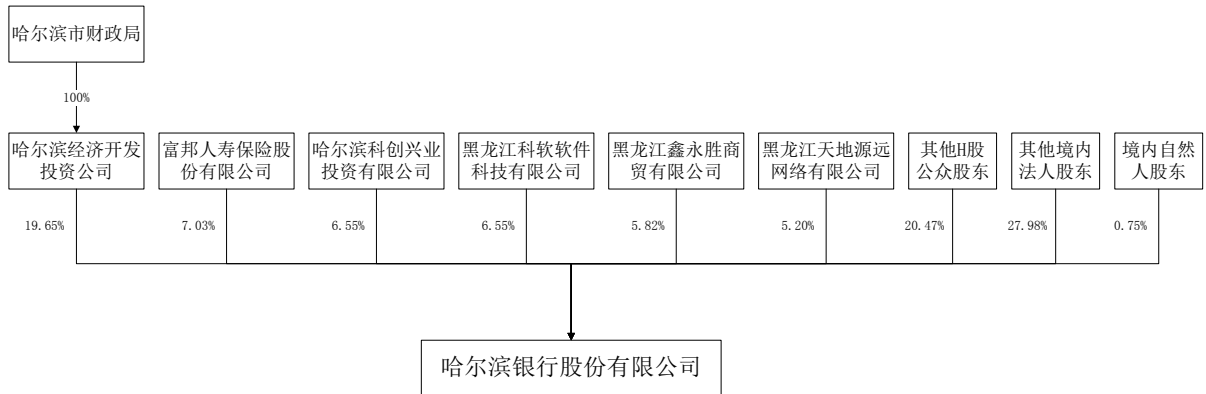 哈尔滨市财政局
100%
哈尔滨经济开发
投资公司
富邦人寿保险股
份有限公司
哈尔滨科创兴业
投资有限公司
黑龙江科软软件
科技有限公司
黑龙江鑫永胜商
贸有限公司
黑龙江天地源远
网络有限公司
其他H股
公众股东
其他境内
法人股东
境内自然
人股东
19.65%
7.03%
6.55%
6.55%
5.82%
5.20%
20.47%
27.98%
0.75%
哈尔滨银行股份有限公司